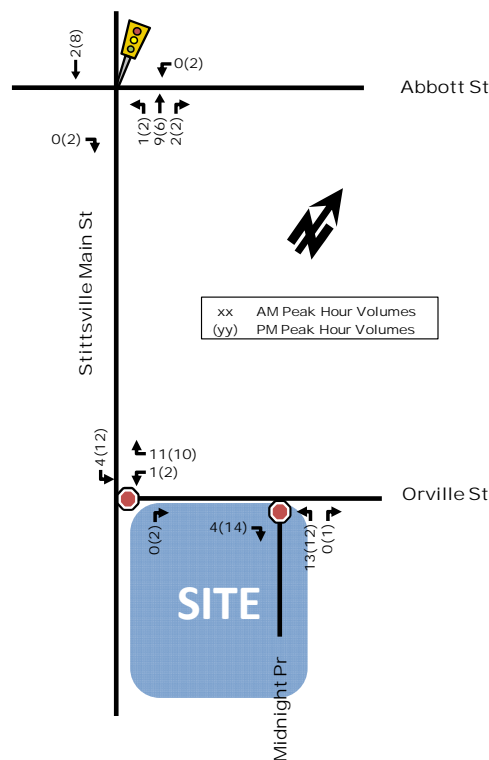 2(8)
0(2)
Abbott St
1(2)
9(6)
2(2)
0(2)
Stittsville Main St
N
xx AM Peak Hour Volumes
(yy) PM Peak Hour Volumes
4(12)
11(10)
1(2)
Orville St
0(2)
4(14)
13(12)
0(1)
SITE
Midnight Pr